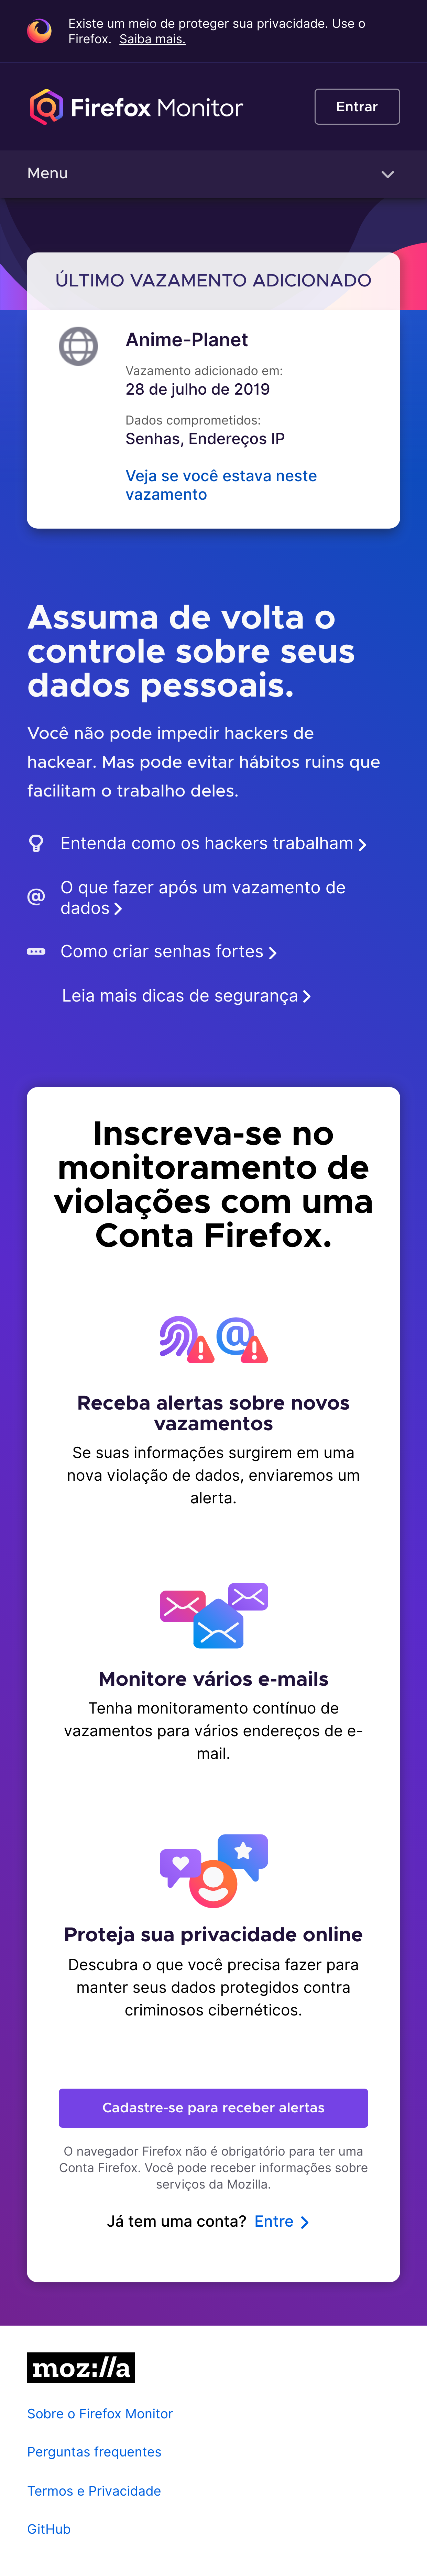 Existe um meio de proteger sua privacidade. Use o
Firefox. Saiba mais.
Firefox Monitor
Entrar
Menu
ÚLTIMO VAZAMENTO ADICIONADO
Anime-Planet
Vazamento adicionado em:
28 de julho de 2019
Dados comprometidos:
Senhas, Endereços IP
Veja se você estava neste
vazamento
Assuma de volta o
controle sobre seus
dados pessoais.
Você não pode impedir hackers de
hackear. Mas pode evitar hábitos ruins que
facilitam o trabalho deles.
Entenda como os hackers trabalham
O que fazer após um vazamento de
dados
Como criar senhas fortes
Leia mais dicas de segurança
Inscreva-se no
monitoramento de
violações com uma
Conta Firefox.
Receba alertas sobre novos
vazamentos
Se suas informações surgirem em uma
nova violação de dados, enviaremos um
alerta.
Monitore vários e-mails
Tenha monitoramento contínuo de
vazamentos para vários endereços de e-
mail.
Proteja sua privacidade online
Descubra o que você precisa fazer para
manter seus dados protegidos contra
criminosos cibernéticos.
Cadastre-se para receber alertas
O navegador Firefox não é obrigatório para ter uma
Conta Firefox. Você pode receber informações sobre
serviços da Mozilla.
Já tem uma conta? Entre
moz://a
Sobre o Firefox Monitor
Perguntas frequentes
Termos e Privacidade
GitHub